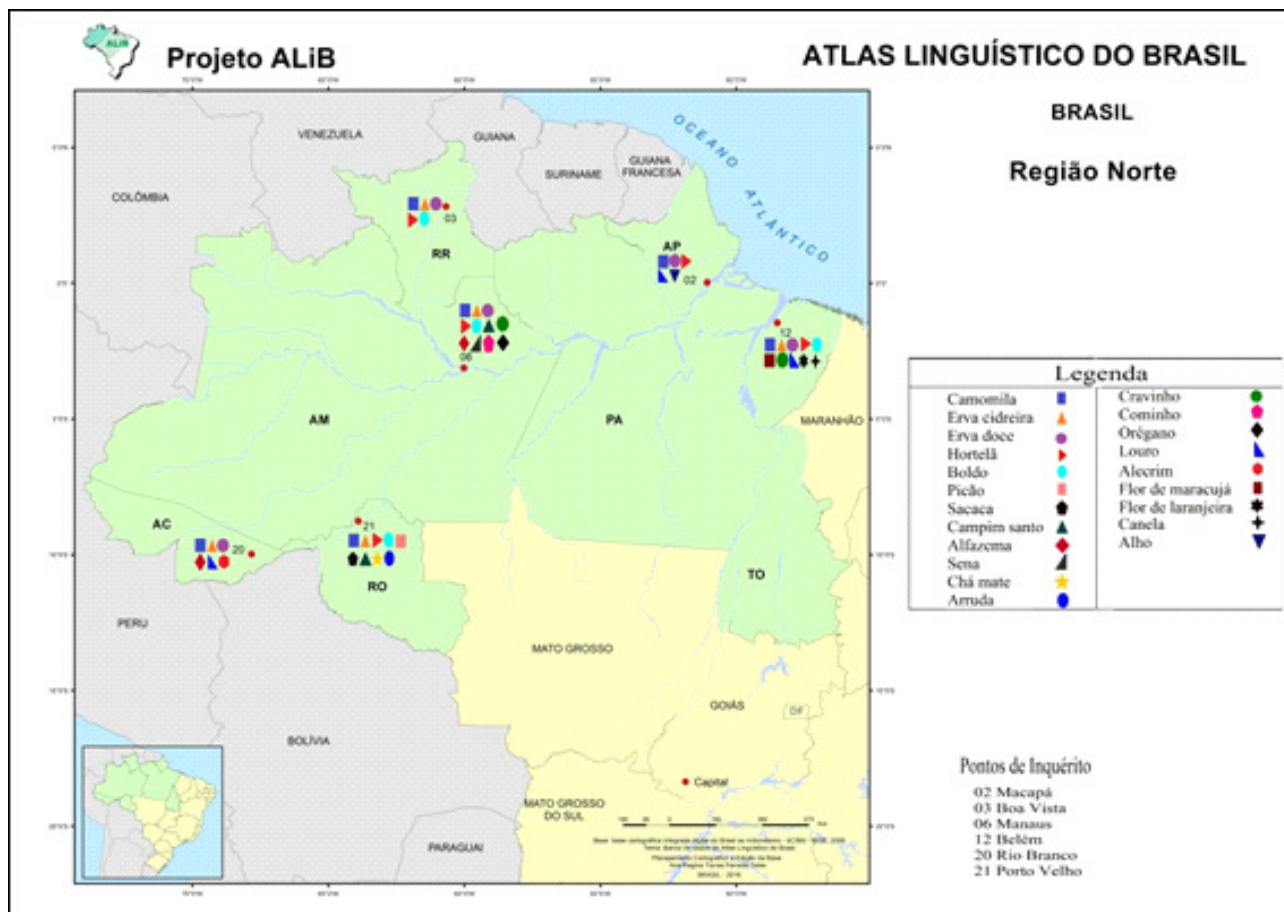 ALiB
Projeto ALiB
ATLAS LINGUÍSTICO DO BRASIL
BRASIL
Região Norte
VENEZUELA
GUIANA
SURINAME
GUIANA FRANCESA
COLÔMBIA
OCEANO ATLÂNTICO
03
RR
AP
02
12
06
AM
PA
MARANHÃO
AC
20
21
RO
TO
PERU
MATO GROSSO
GOIÁS
DF
BOLÍVIA
Capital
MATO GROSSO DO SUL
PARAGUAI
BRASIL - 2016
Legenda
Camomila
Erva cidreira
Erva doce
Hortelã
Boldo
Picão
Sacaca
Campim santo
Alfazema
Sena
Chá mate
Arruda
Cravinho
Cominho
Orégano
Louro
Alecrim
Flor de maracujá
Flor de laranjeira
Canela
Alho
Pontos de Inquérito
02 Macapá
03 Boa Vista
06 Manaus
12 Belém
20 Rio Branco
21 Porto Velho